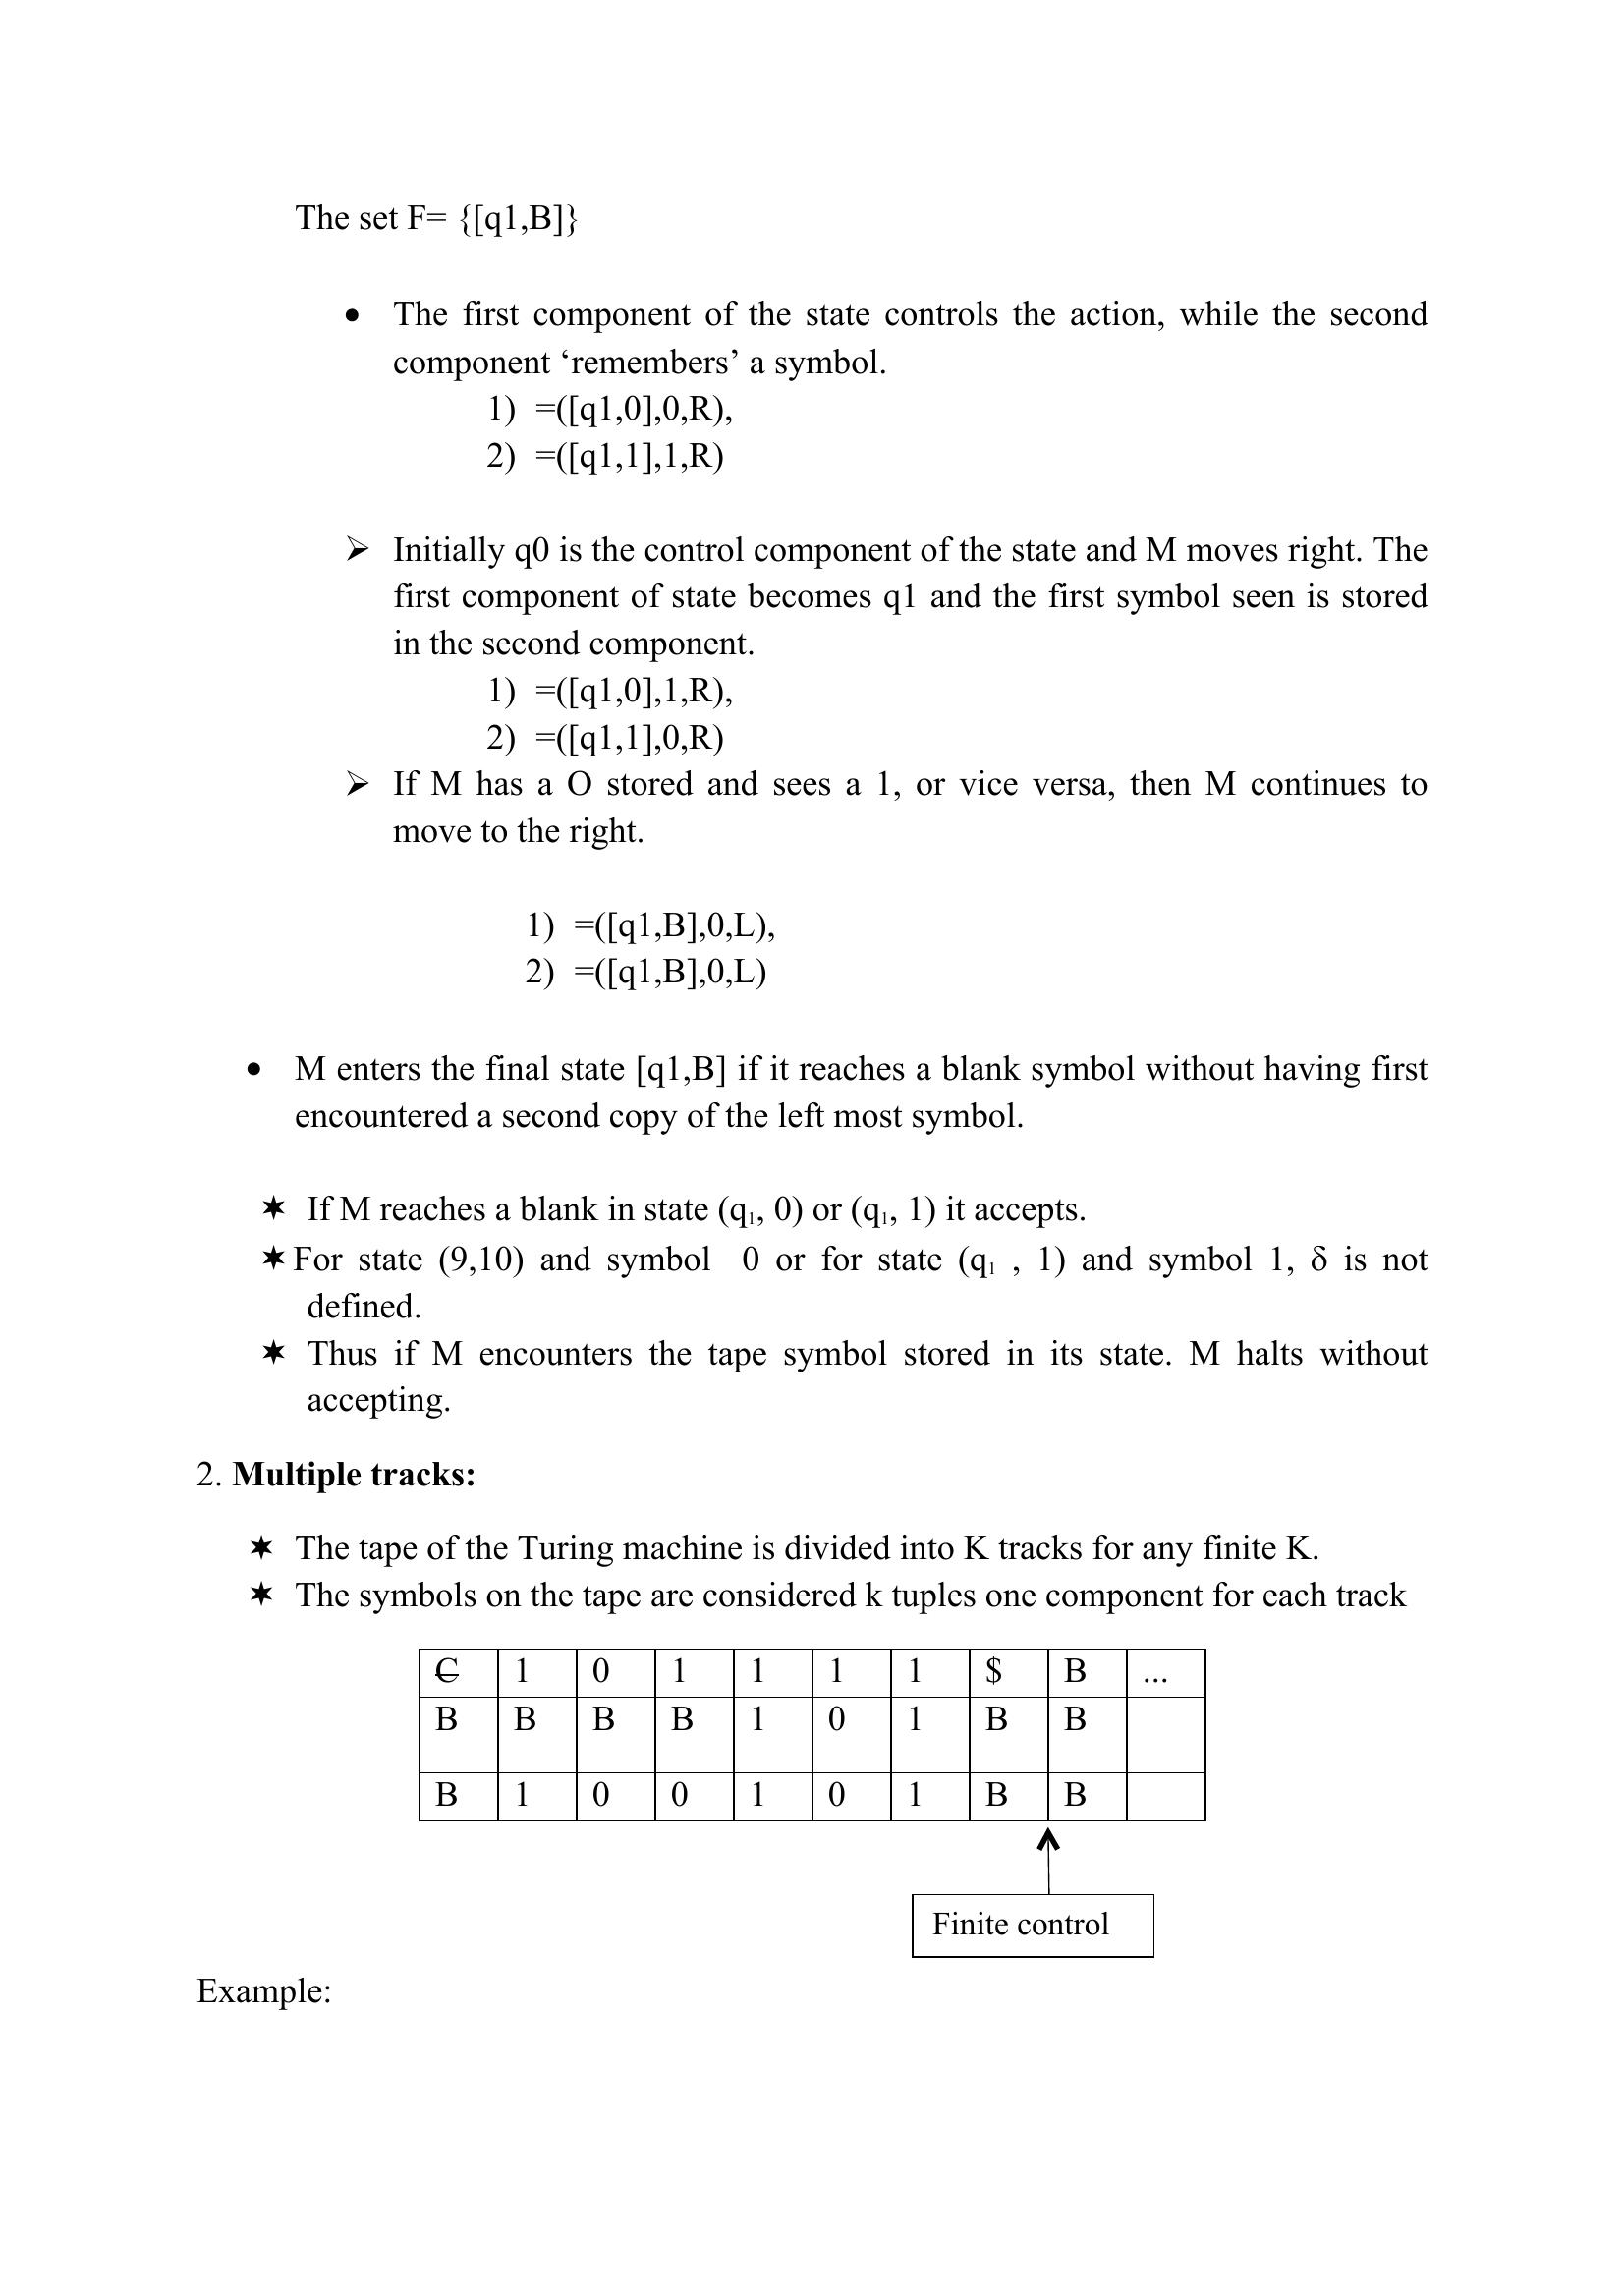 The set F= {[q1,B]}
• The first component of the state controls the action, while the second
component ‘remembers’ a symbol.
1) =([q1,0],0,R),
2) =([q1,1],1,R)
➢ Initially q0 is the control component of the state and M moves right. The
first component of state becomes q1 and the first symbol seen is stored
in the second component.
1) =([q1,0],1,R),
2) =([q1,1],0,R)
➢ If M has a O stored and sees a 1, or vice versa, then M continues to
move to the right.
1) =([q1,B],0,L),
2) =([q1,B],0,L)
• M enters the final state [q1,B] if it reaches a blank symbol without having first
encountered a second copy of the left most symbol.
✶ If M reaches a blank in state (q₁, 0) or (q₁, 1) it accepts.
✶ For state (9,10) and symbol 0 or for state (q₁ , 1) and symbol 1, δ is not
defined.
✶ Thus if M encounters the tape symbol stored in its state. M halts without
accepting.
2. Multiple tracks:
✶ The tape of the Turing machine is divided into K tracks for any finite K.
✶ The symbols on the tape are considered k tuples one component for each track
C̶ 1 0 1 1 1 1 $ B ...
B B B B 1 0 1 B B
B 1 0 0 1 0 1 B B
Finite control
Example: